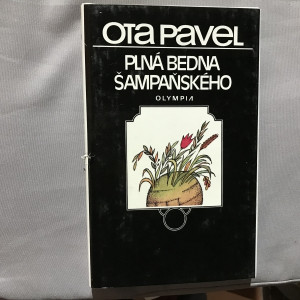 OTA PAVEL
PLNÁ BEDNA
ŠAMPAŇSKÉHO
OLYMPIA